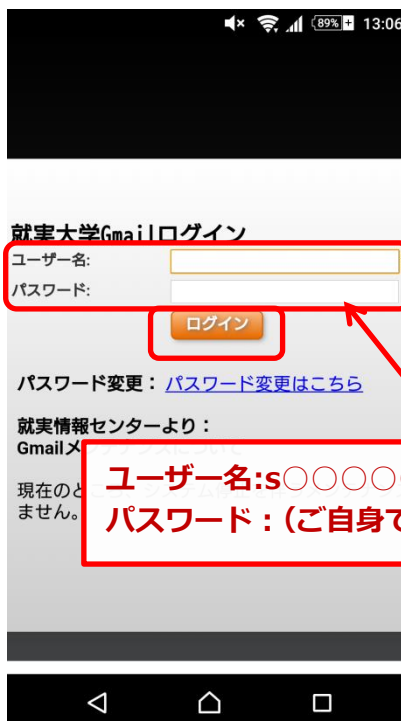 89% 13:06
就実大学Gmailログイン
ユーザー名:
パスワード:
ログイン
パスワード変更： パスワード変更はこちら
就実情報センターより：
Gmailメ
現在のと
ません。
ユーザー名:s○○○○
パスワード：(ご自身で